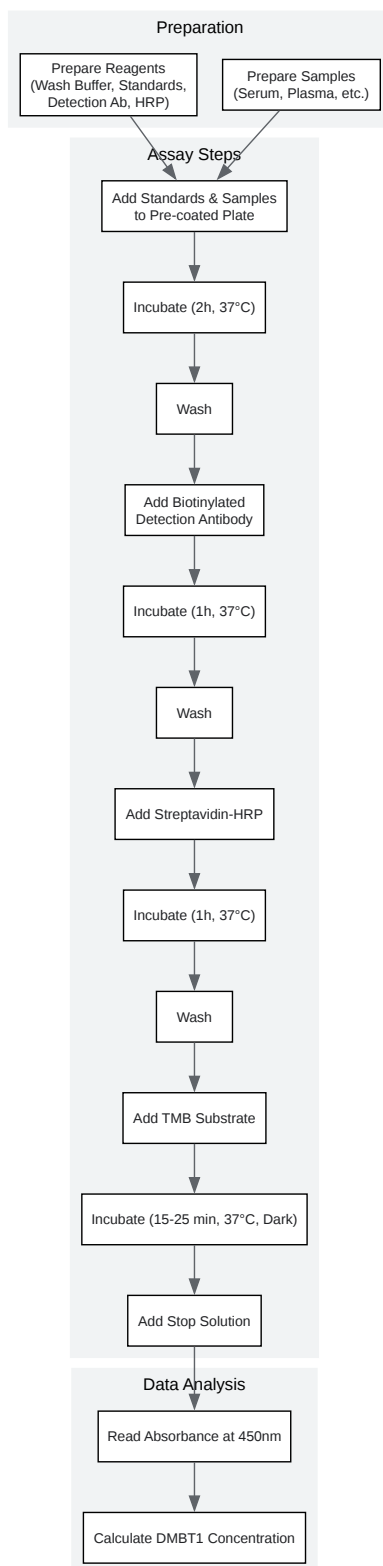 Preparation
Prepare Reagents
(Wash Buffer, Standards,
Detection Ab, HRP)
Prepare Samples
(Serum, Plasma, etc.)
Assay Steps
Add Standards & Samples
to Pre-coated Plate
Incubate (2h, 37°C)
Wash
Add Biotinylated
Detection Antibody
Incubate (1h, 37°C)
Wash
Add Streptavidin-HRP
Incubate (1h, 37°C)
Wash
Add TMB Substrate
Incubate (15-25 min, 37°C, Dark)
Add Stop Solution
Data Analysis
Read Absorbance at 450nm
Calculate DMBT1 Concentration